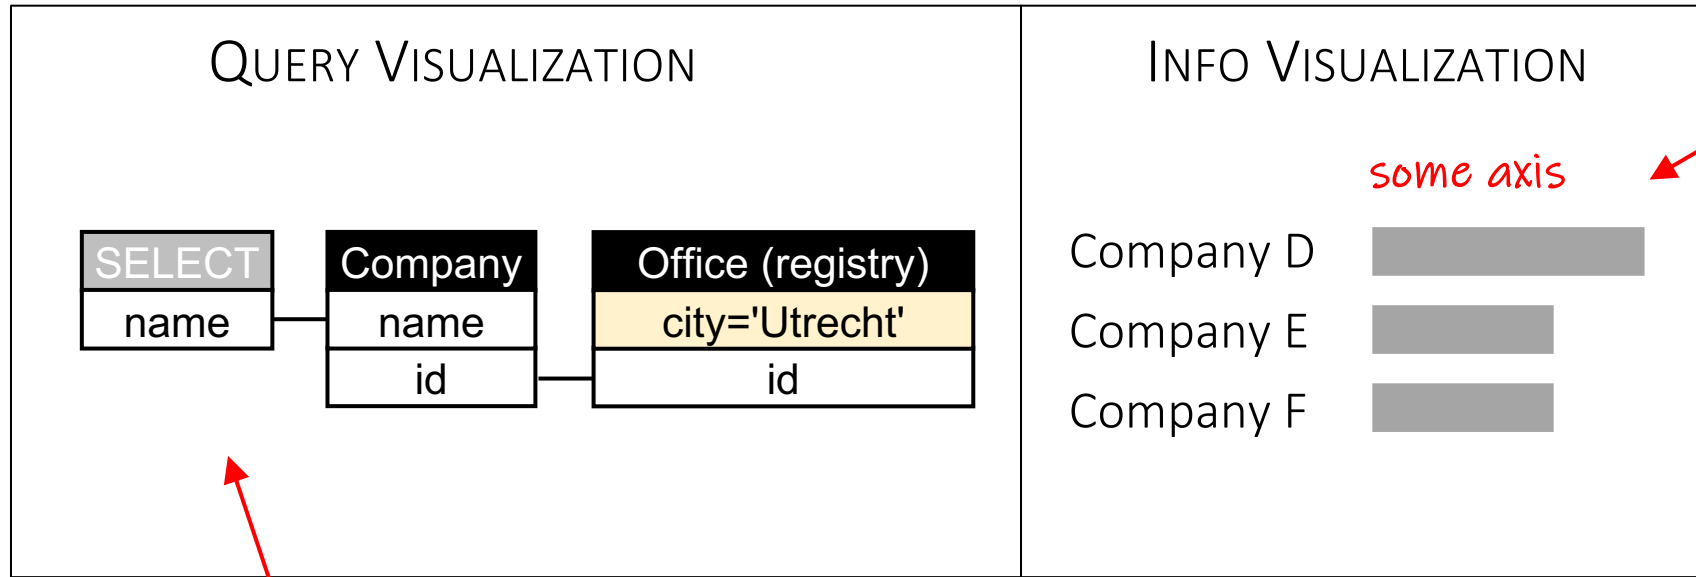 QUERY VISUALIZATION
SELECT
name
Company
name
id
Office (registry)
city='Utrecht'
id
INFO VISUALIZATION
some axis
Company D
Company E
Company F